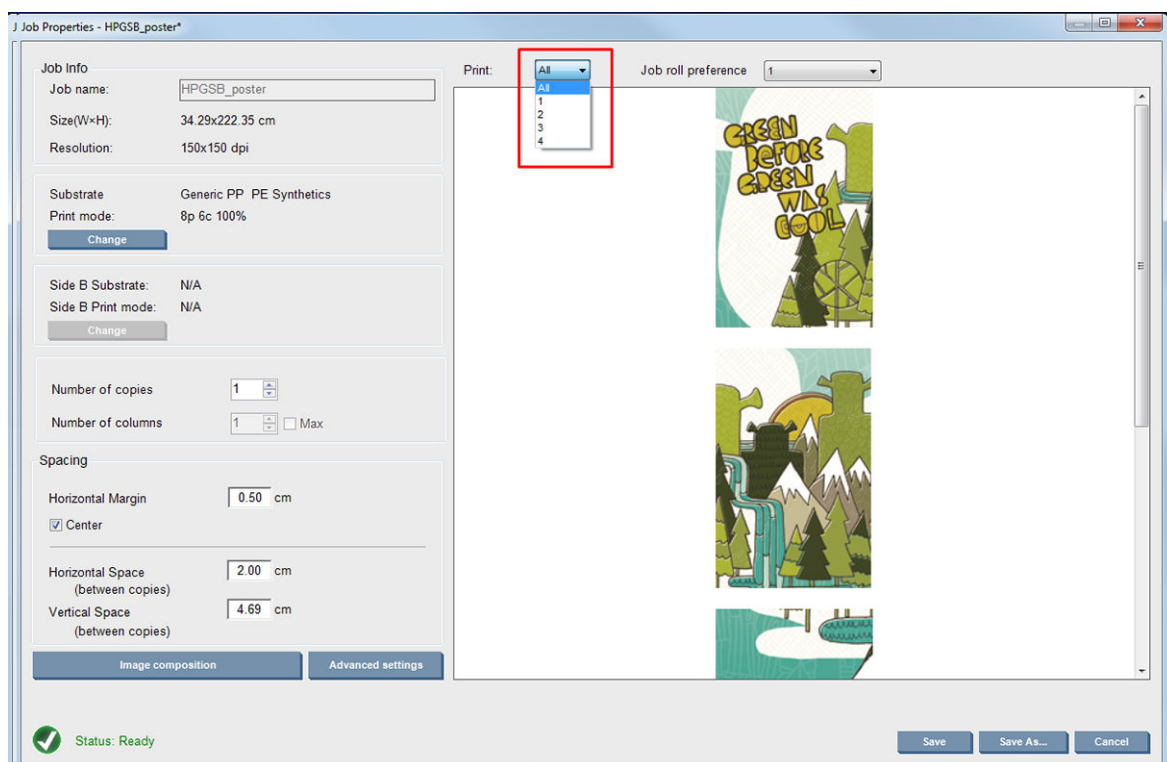 J Job Properties - HPGSB_poster*
Job Info
Job name: HPGSB_poster
Size(W×H): 34.29x222.35 cm
Resolution: 150x150 dpi
Substrate Generic PP PE Synthetics
Print mode: 8p 6c 100%
Change
Side B Substrate: N/A
Side B Print mode: N/A
Change
Number of copies 1
Number of columns 1 Max
Spacing
Horizontal Margin 0.50 cm
Center
Horizontal Space 2.00 cm
(between copies)
Vertical Space 4.69 cm
(between copies)
Image composition Advanced settings
Print: All Job roll preference 1
All
1
2
3
4
GREEN
BEFORE
GREEN
WAS
COOL
Status: Ready
Save Save As... Cancel